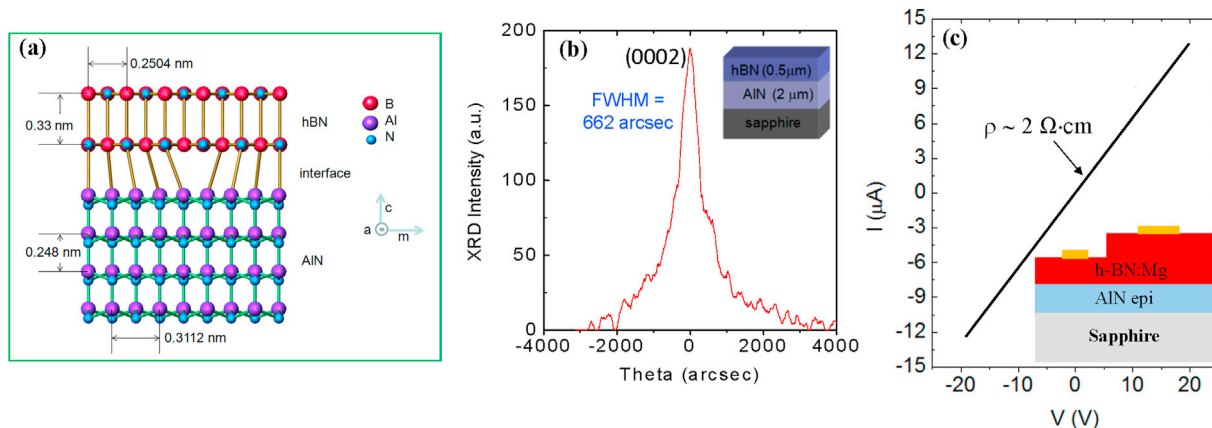 (a)
0.2504 nm
0.33 nm
hBN
interface
0.248 nm
AlN
0.3112 nm
B
Al
N
c
a
m
(b)
(0002)
FWHM =
662 arcsec
hBN (0.5μm)
AlN (2 μm)
sapphire
XRD Intensity (a.u.)
200
150
100
50
0
-4000
-2000
0
2000
4000
Theta (arcsec)
(c)
ρ ~ 2 Ω·cm
I (μA)
15
12
9
6
3
0
-3
-6
-9
-12
-15
h-BN:Mg
AlN epi
Sapphire
-20
-10
0
10
20
V (V)